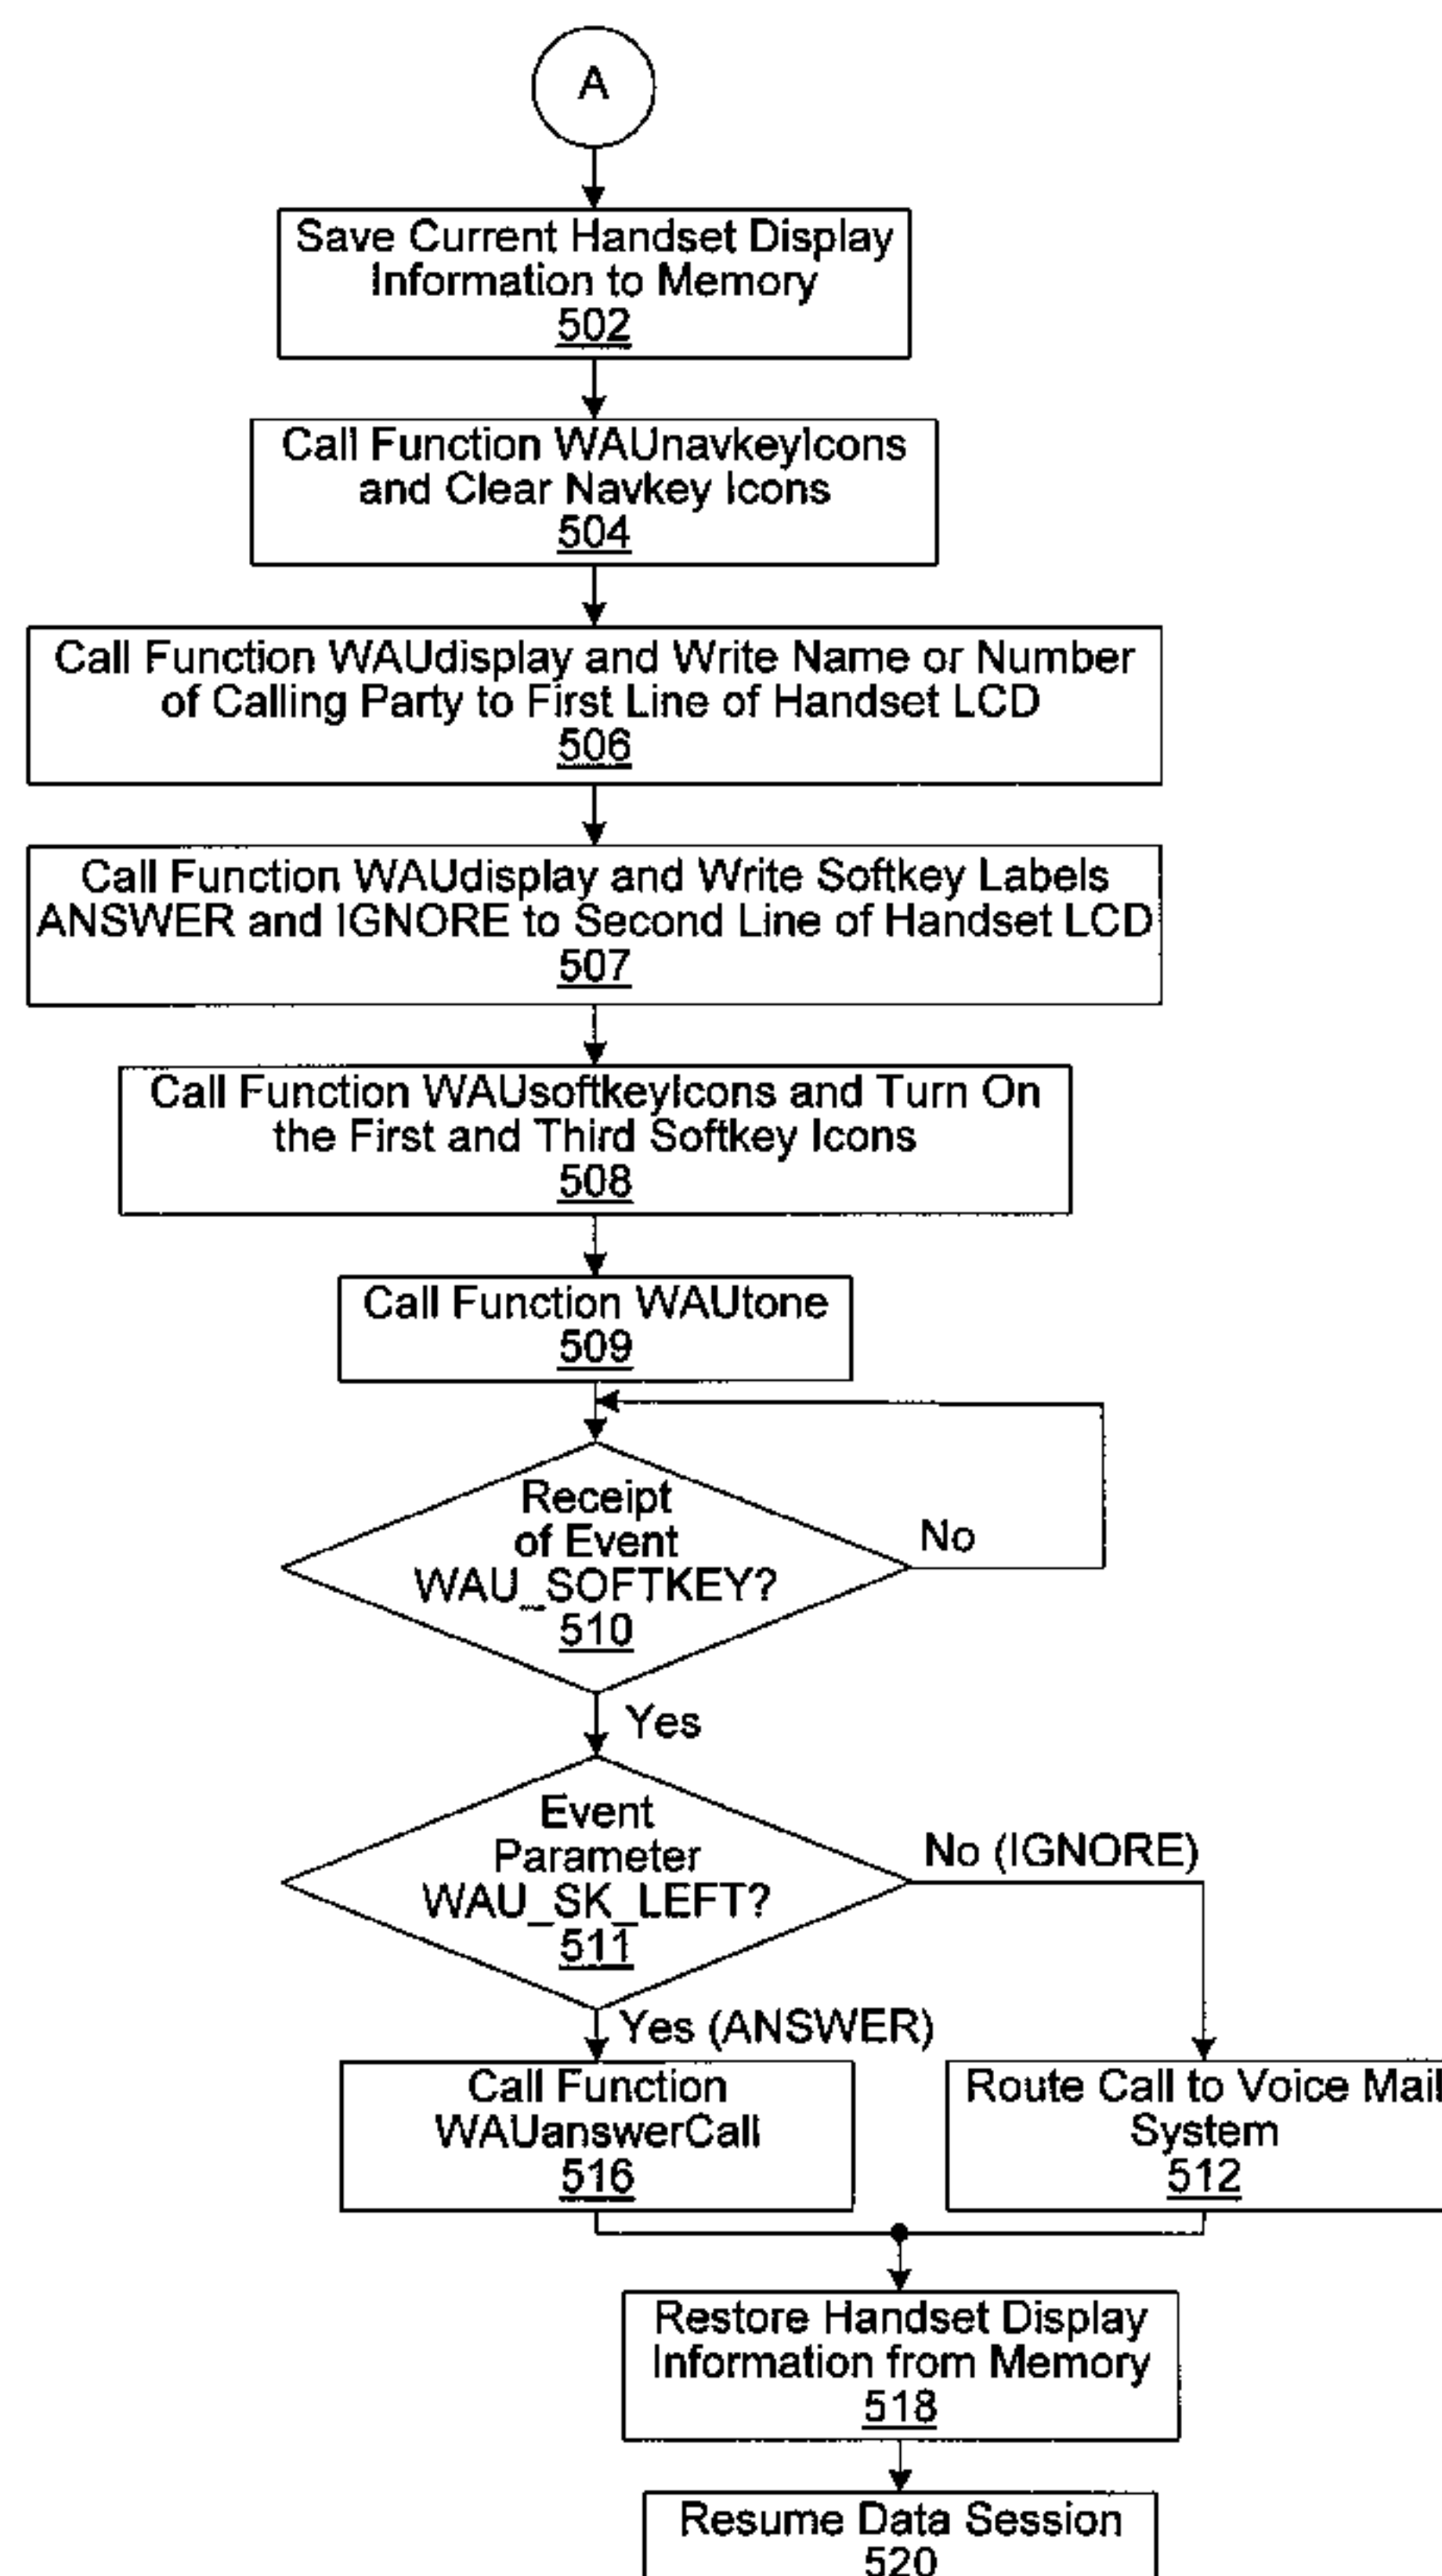 A
Save Current Handset Display
Information to Memory
502
Call Function WAUnavkeyIcons
and Clear Navkey Icons
504
Call Function WAUdisplay and Write Name or Number
of Calling Party to First Line of Handset LCD
506
Call Function WAUdisplay and Write Softkey Labels
ANSWER and IGNORE to Second Line of Handset LCD
507
Call Function WAUsoftkeyIcons and Turn On
the First and Third Softkey Icons
508
Call Function WAUtone
509
Receipt
of Event
WAU_SOFTKEY?
510
No
Yes
Event
Parameter
WAU_SK_LEFT?
511
No (IGNORE)
Yes (ANSWER)
Call Function
WAUanswerCall
516
Route Call to Voice Mail
System
512
Restore Handset Display
Information from Memory
518
Resume Data Session
520